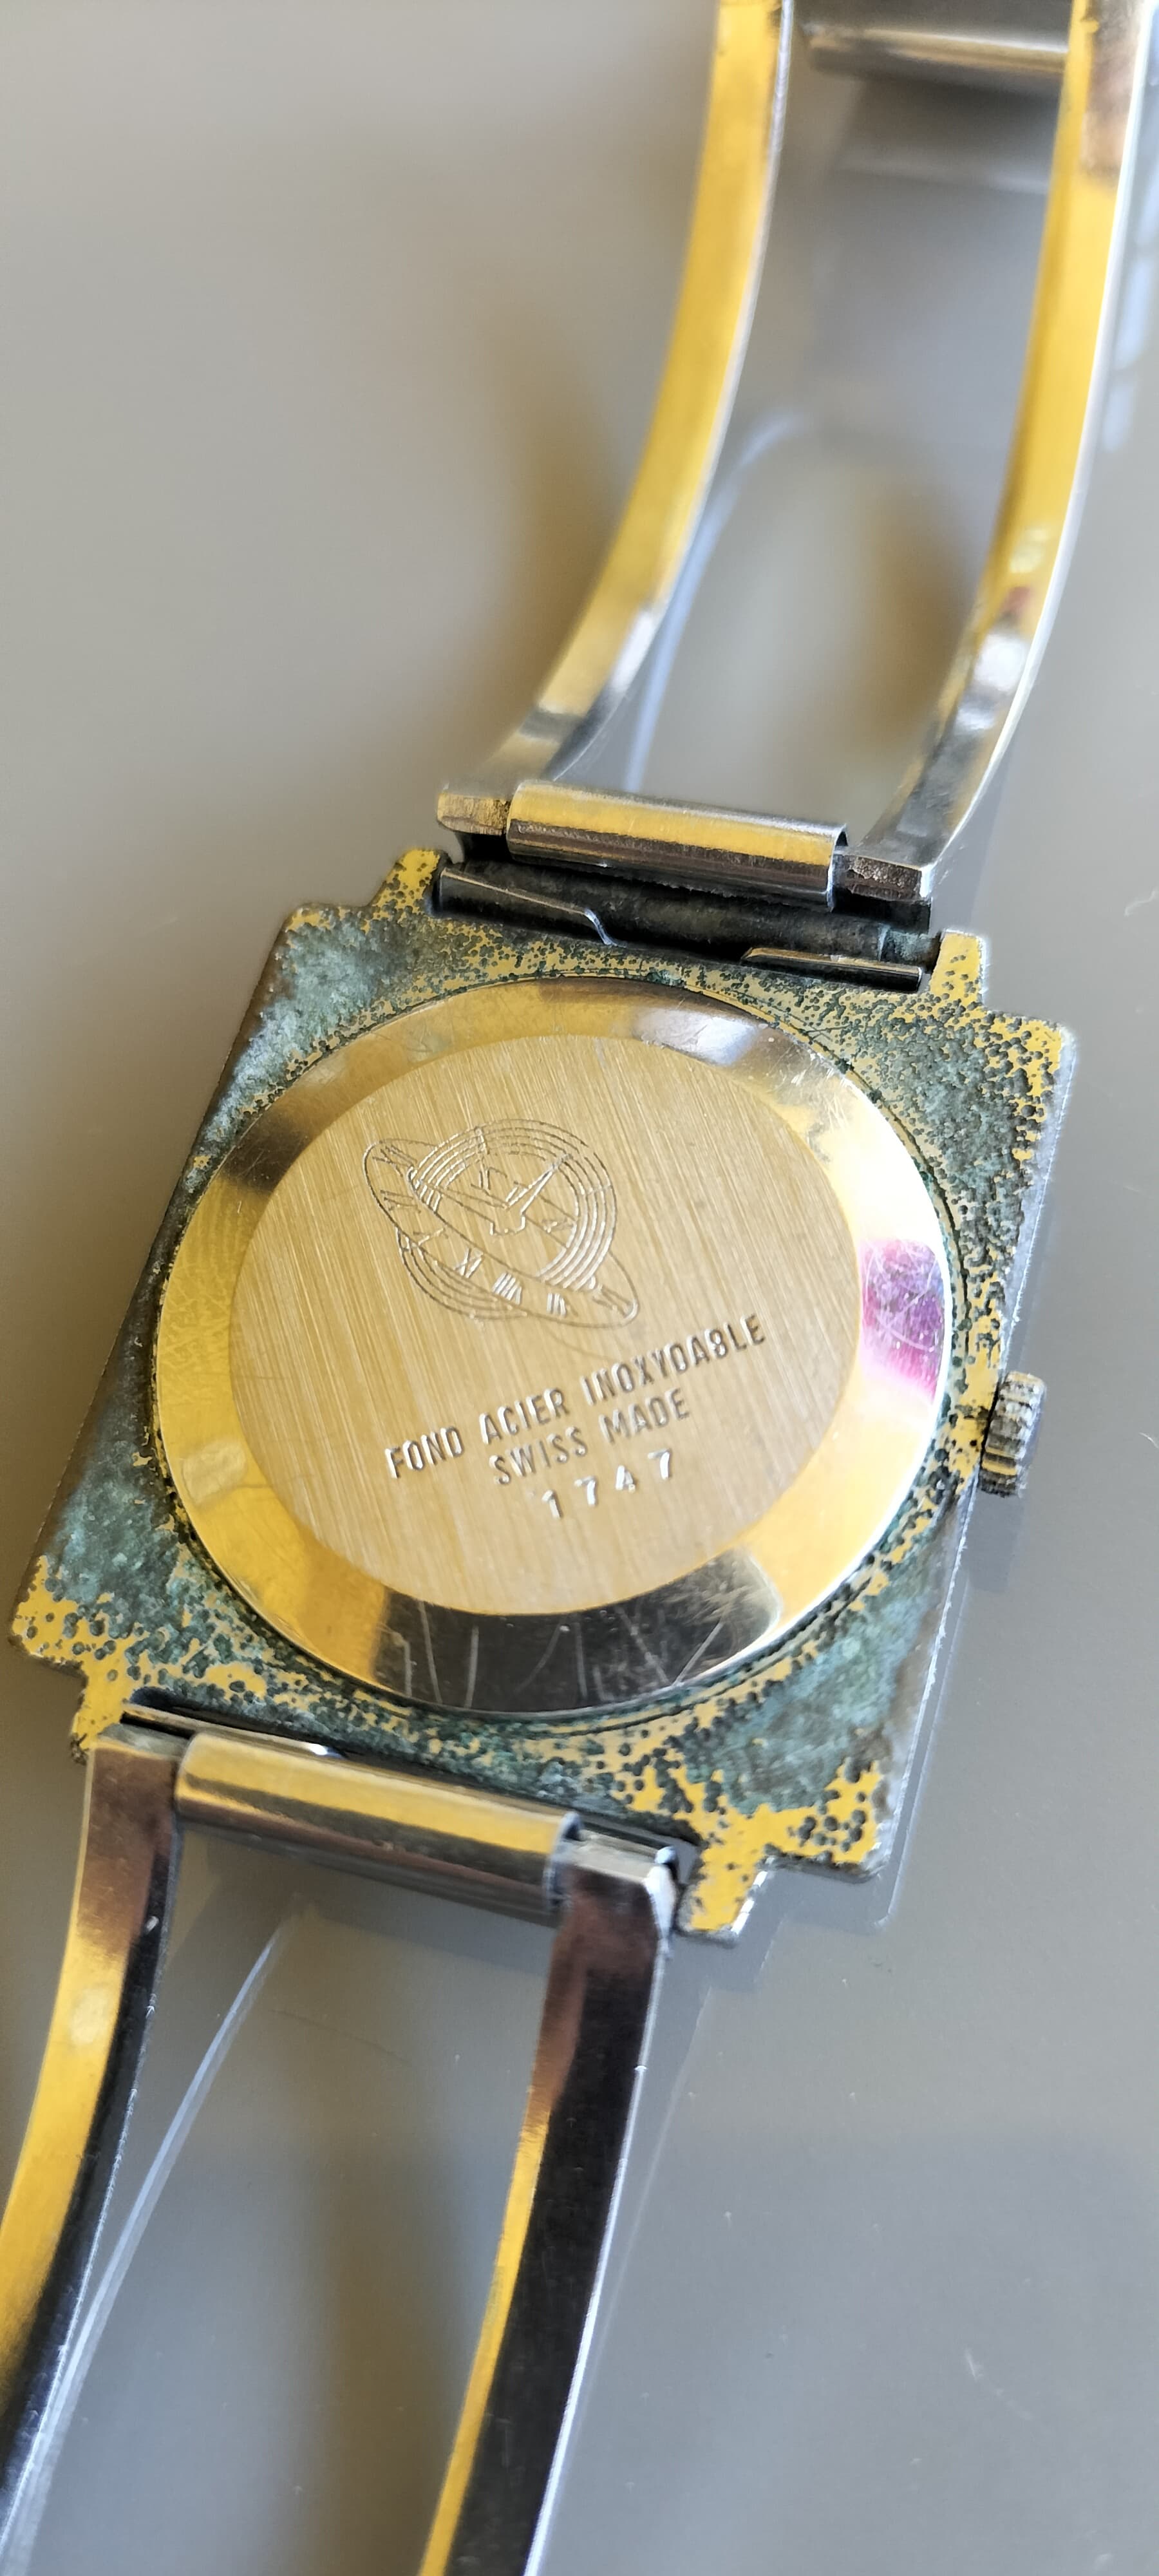 FOND ACIER INOXYDABLE
SWISS MADE
1747